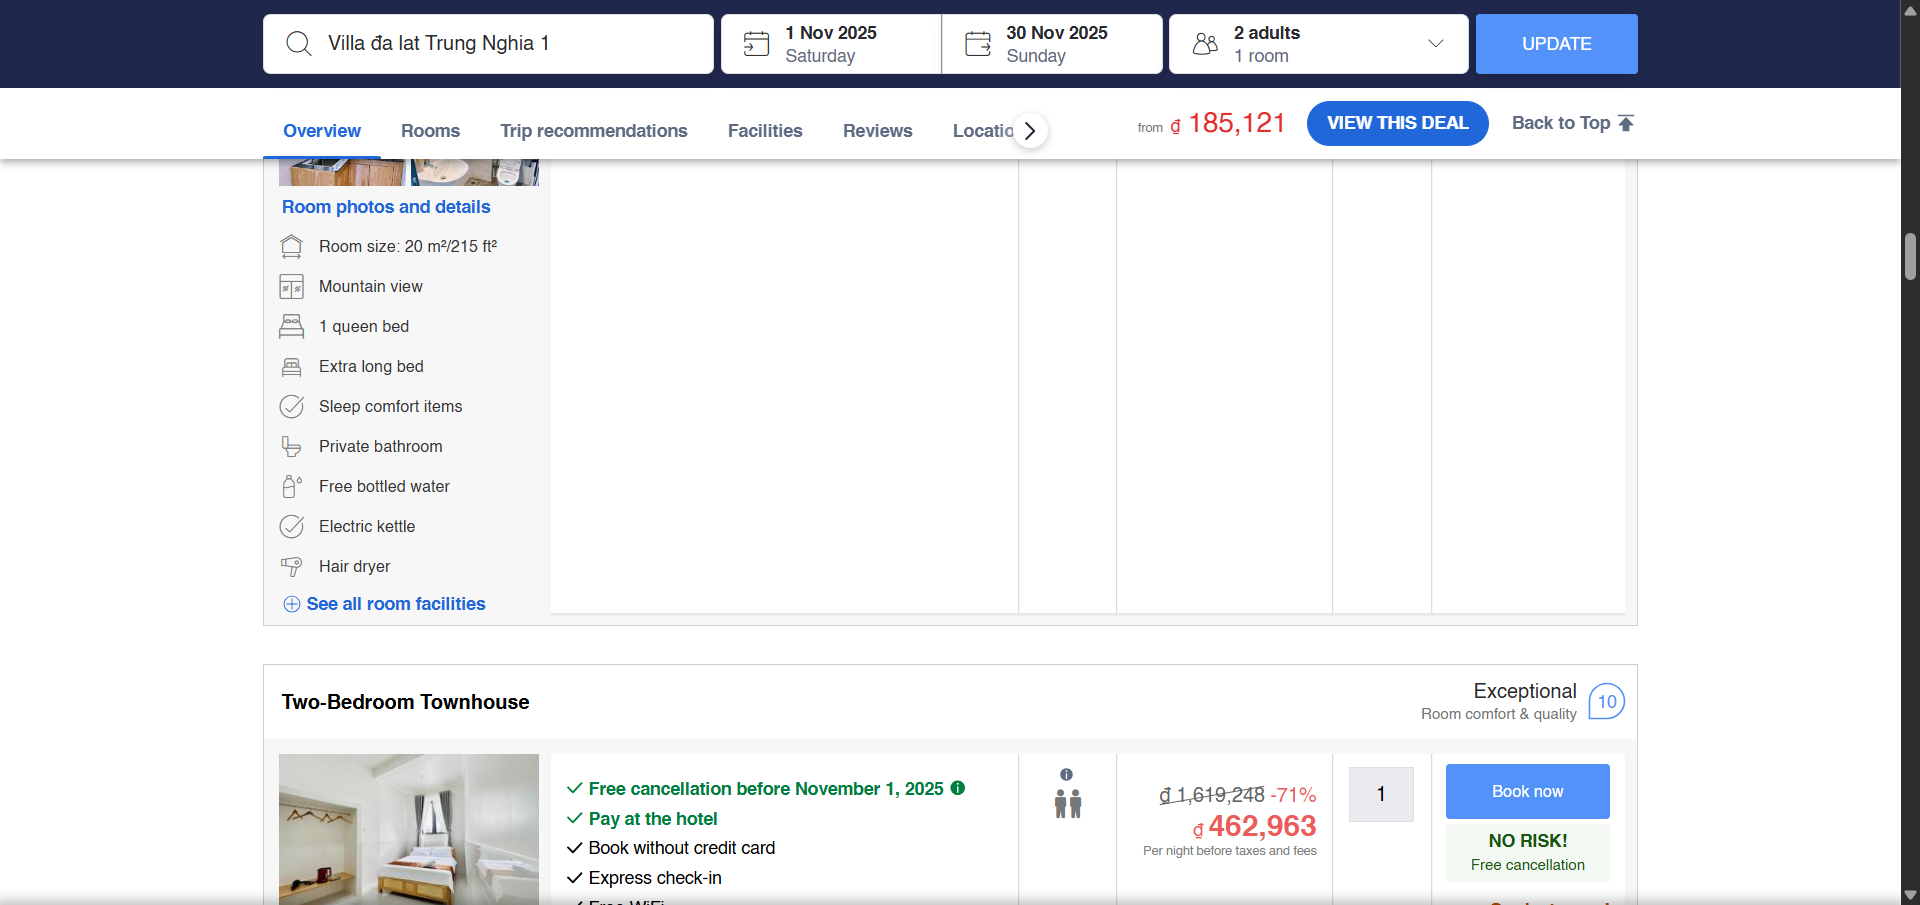 Villa đa lat Trung Nghia 1
1 Nov 2025
Saturday
30 Nov 2025
Sunday
2 adults
1 room
UPDATE
Overview
Rooms
Trip recommendations
Facilities
Reviews
Locatio
from ₫ 185,121
VIEW THIS DEAL
Back to Top
Room photos and details
Room size: 20 m²/215 ft²
Mountain view
1 queen bed
Extra long bed
Sleep comfort items
Private bathroom
Free bottled water
Electric kettle
Hair dryer
See all room facilities
Two-Bedroom Townhouse
Exceptional
Room comfort & quality
10
Free cancellation before November 1, 2025
Pay at the hotel
Book without credit card
Express check-in
Free WiFi
₫ 1,619,248 -71%
₫ 462,963
Per night before taxes and fees
1
Book now
NO RISK!
Free cancellation